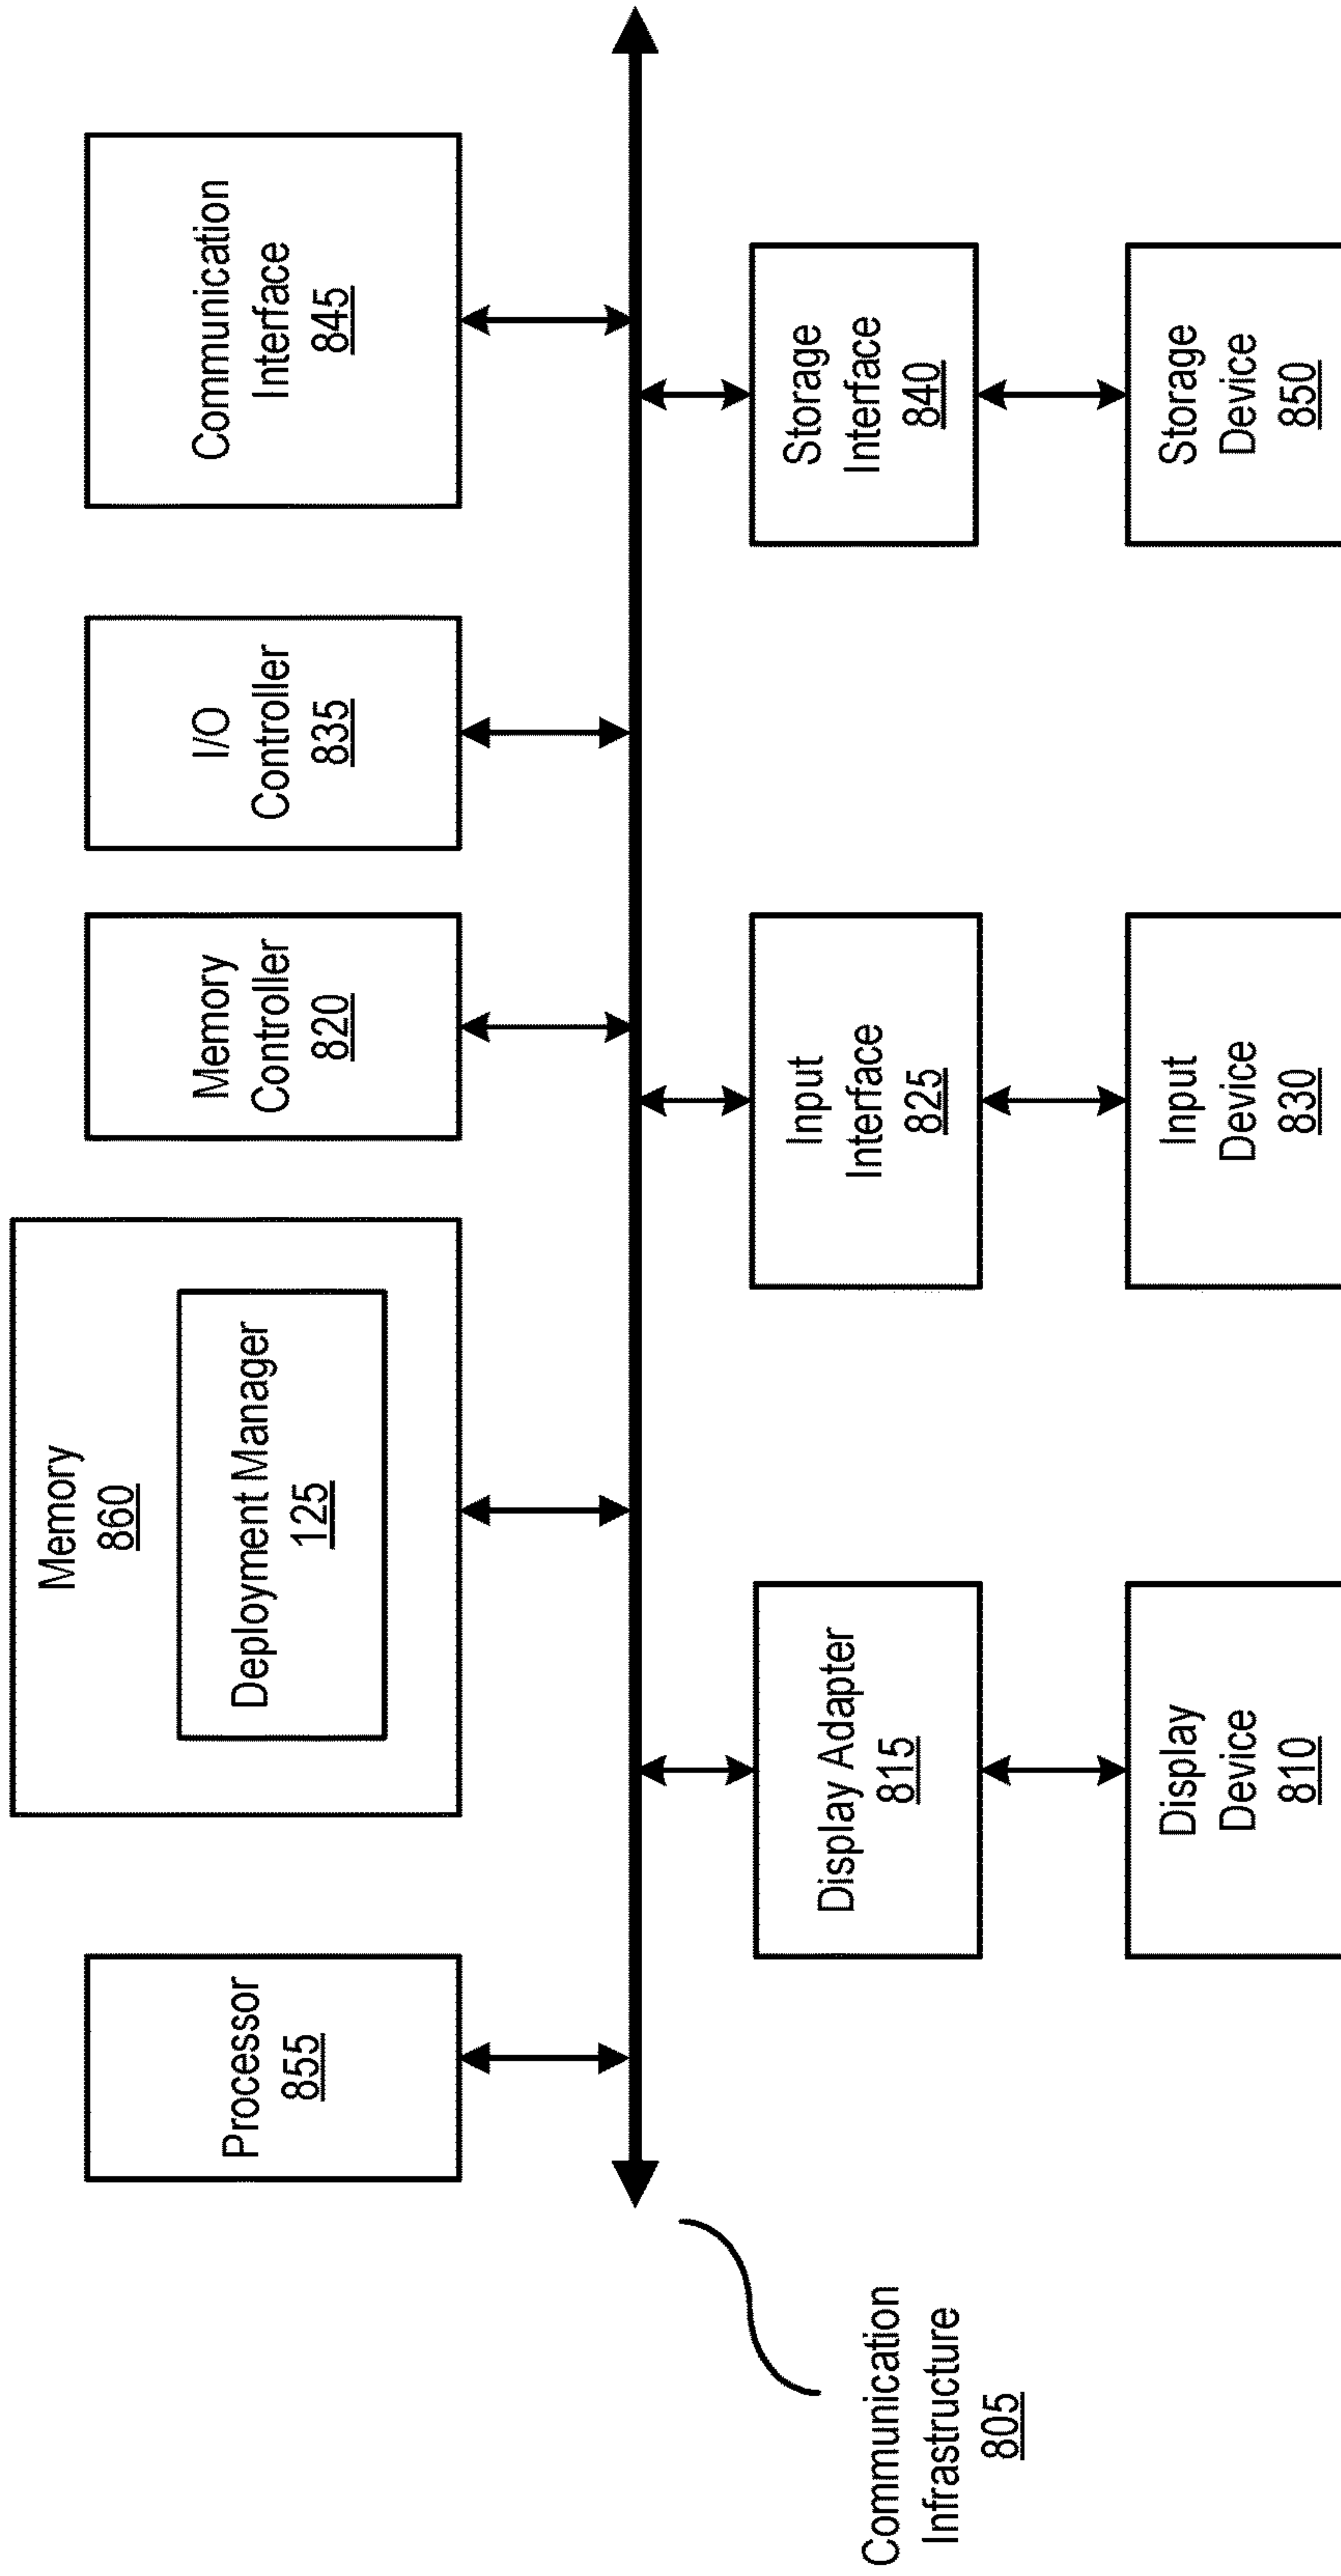 Processor
855
Memory
860
Deployment Manager
125
Memory
Controller
820
I/O
Controller
835
Communication
Interface
845
Communication
Infrastructure
805
Display Adapter
815
Input
Interface
825
Storage
Interface
840
Display
Device
810
Input
Device
830
Storage
Device
850